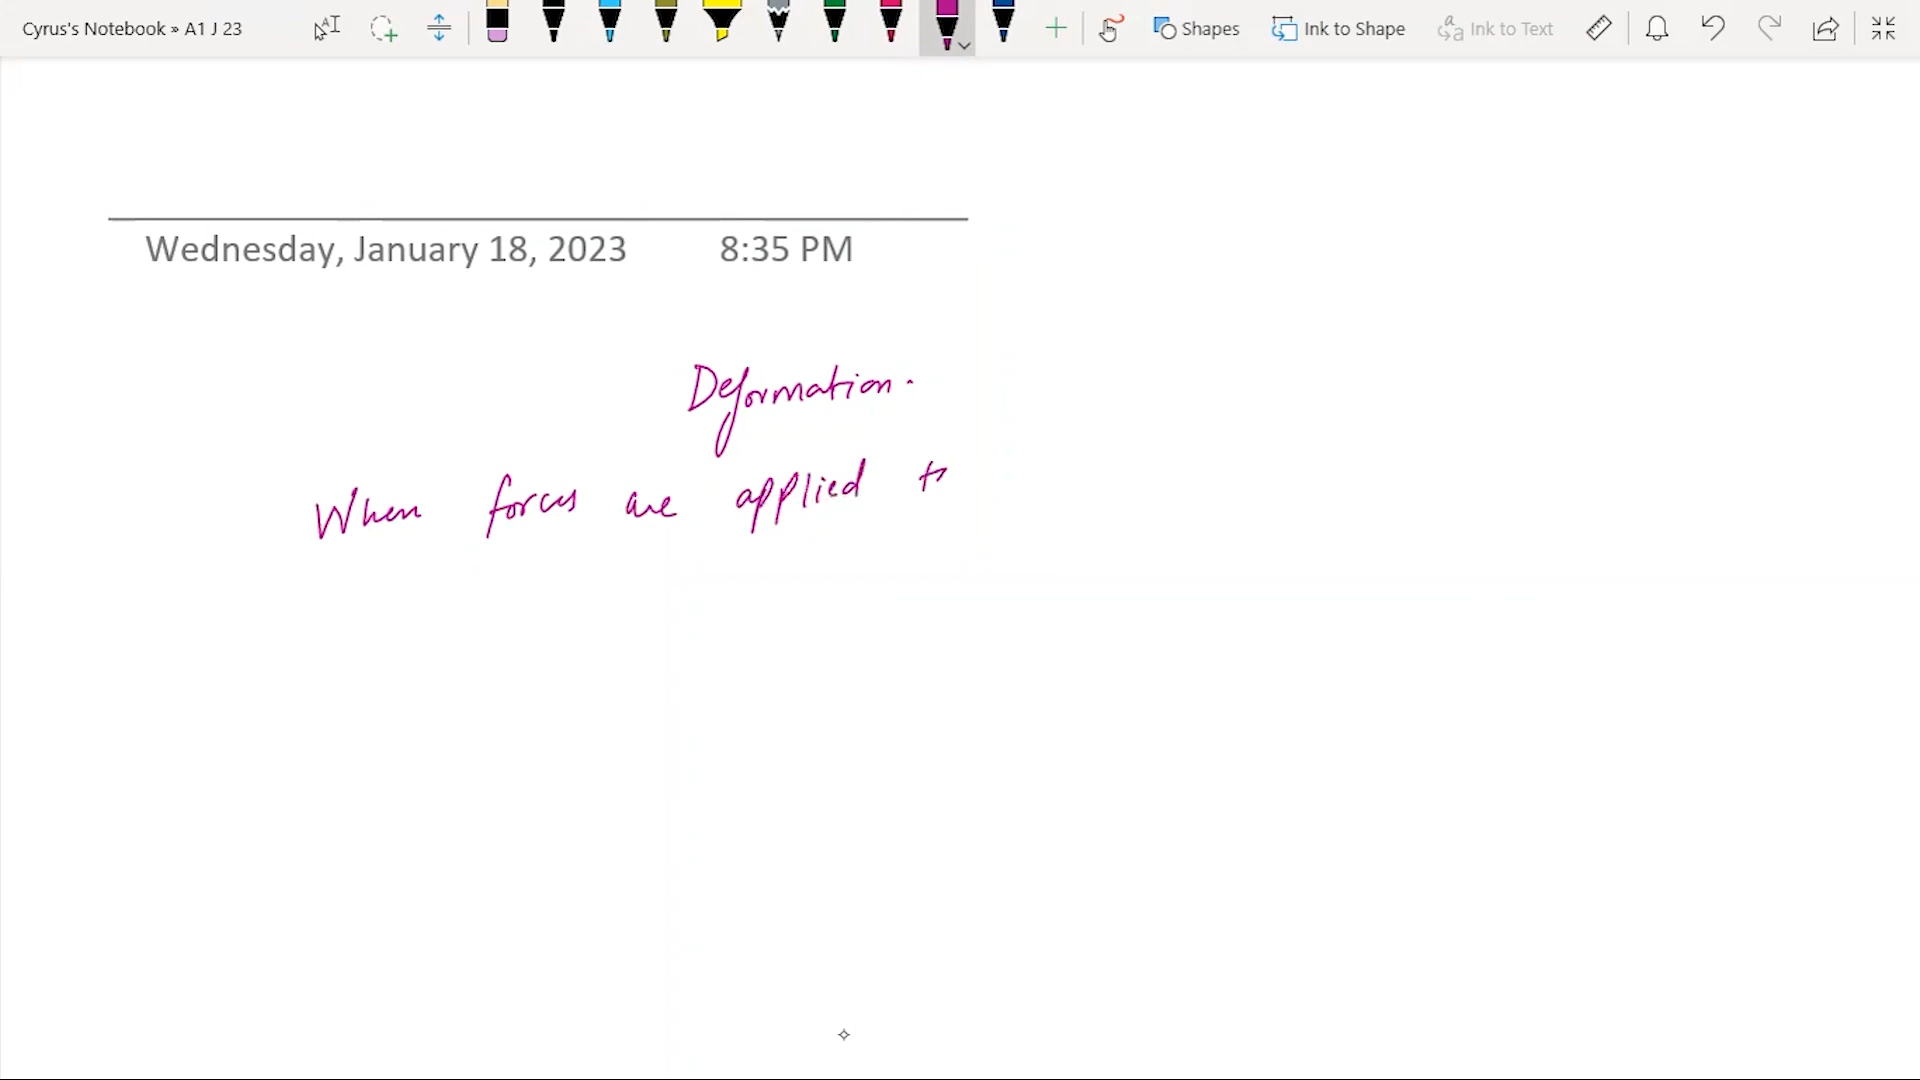 Cyrus's Notebook » A1 J 23 Shapes Ink to Shape Ink to Text
Wednesday, January 18, 2023 8:35 PM
Deformation.
When forces are applied to